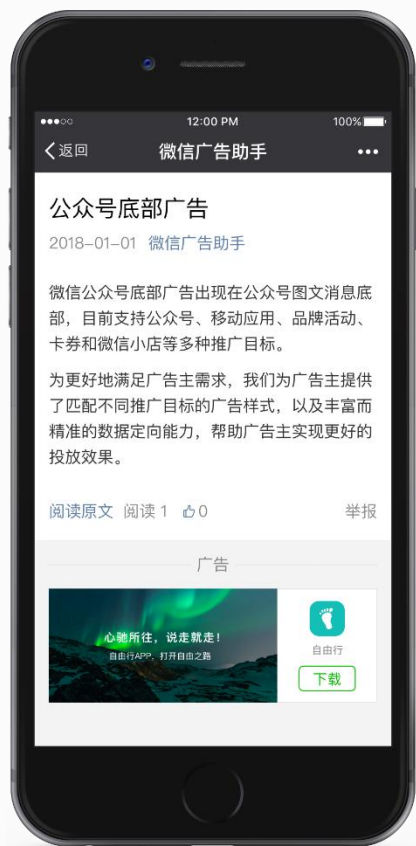 12:00 PM
100%
返回
微信广告助手
公众号底部广告
2018-01-01 微信广告助手
微信公众号底部广告出现在公众号图文消息底
部，目前支持公众号、移动应用、品牌活动、
卡券和微信小店等多种推广目标。
为更好地满足广告主需求，我们为广告主提供
了匹配不同推广目标的广告样式，以及丰富而
精准的数据定向能力，帮助广告主实现更好的
投放效果。
阅读原文 阅读 1 0
举报
广告
心驰所往，说走就走！
自由行APP，打开自由之路
自由行
下载